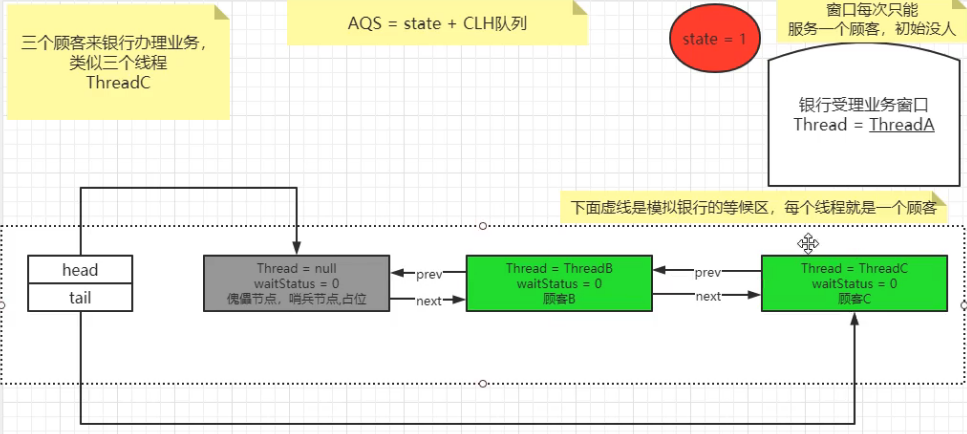 三个顾客来银行办理业务，
类似三个线程
ThreadC
AQS = state + CLH队列
state = 1
窗口每次只能
服务一个顾客，初始没人
银行受理业务窗口
Thread = ThreadA
下面虚线是模拟银行的等候区，每个线程就是一个顾客
head
tail
Thread = null
waitStatus = 0
傀儡节点，哨兵节点,占位
prev
next
Thread = ThreadB
waitStatus = 0
顾客B
prev
next
Thread = ThreadC
waitStatus = 0
顾客C